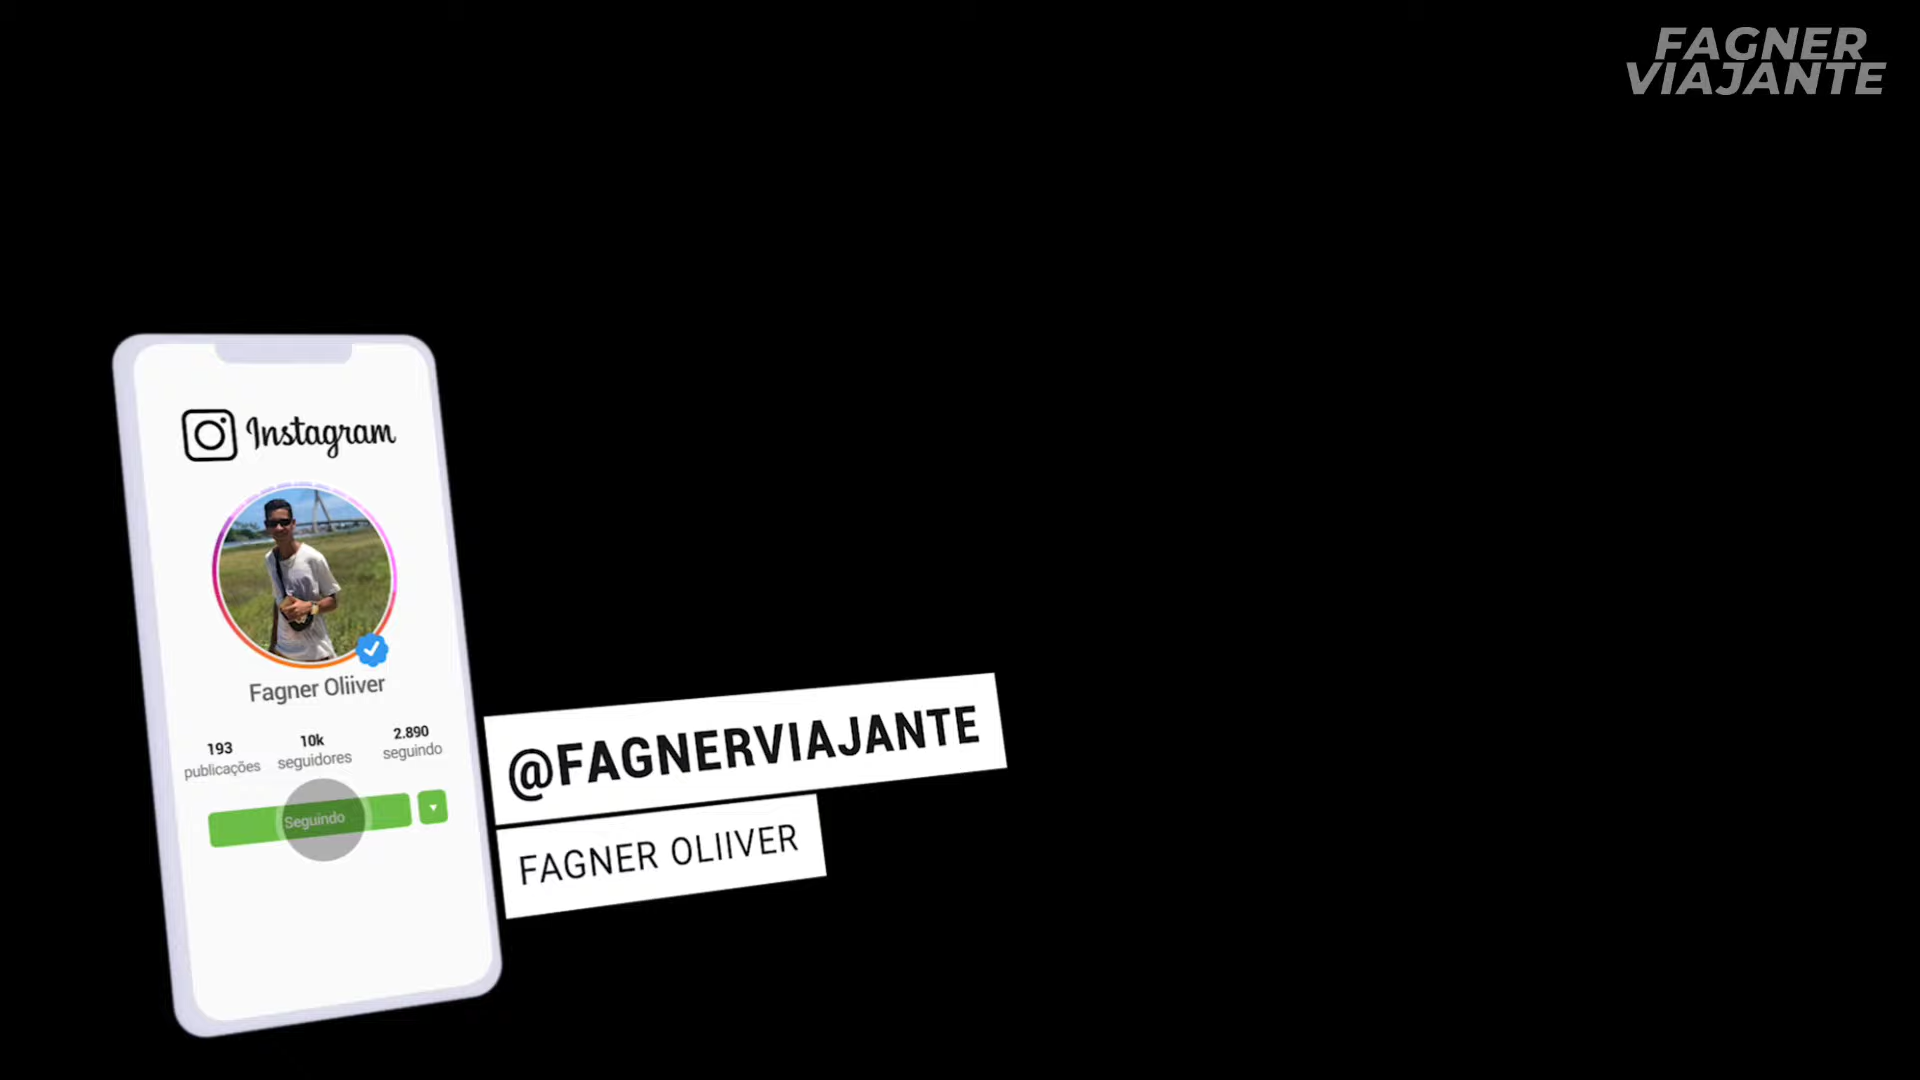 FAGNER
VIAJANTE
Instagram
Fagner Oliiver
193 10k 2.890
publicações seguidores seguindo
Seguindo
@FAGNERVIAJANTE
FAGNER OLIIVER